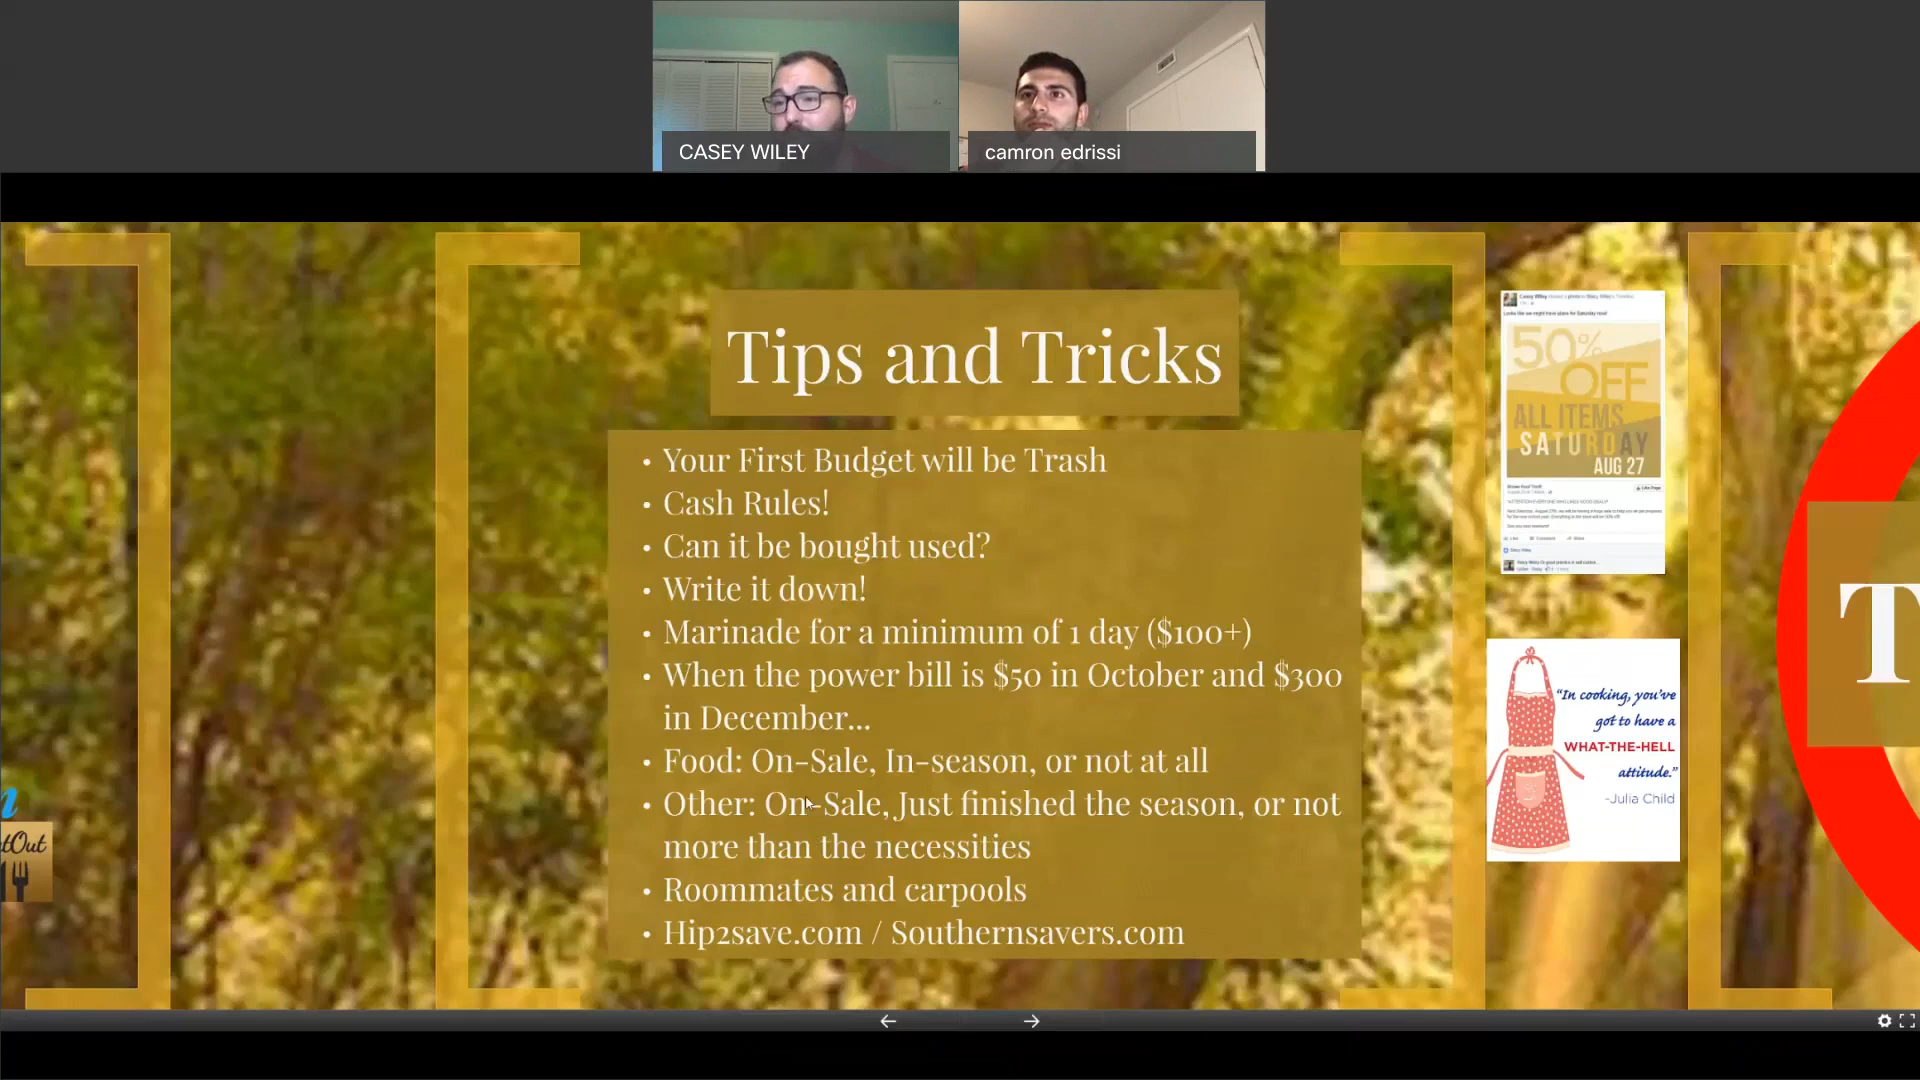 CASEY WILEY
camron edrissi
Tips and Tricks
• Your First Budget will be Trash
• Cash Rules!
• Can it be bought used?
• Write it down!
• Marinade for a minimum of 1 day ($100+)
• When the power bill is $50 in October and $300
in December...
• Food: On-Sale, In-season, or not at all
• Other: On-Sale, Just finished the season, or not
more than the necessities
• Roommates and carpools
• Hip2save.com / Southernsavers.com
50%
OFF
ALL ITEMS
SATURDAY
AUG 27
"In cooking, you've
got to have a
WHAT-THE-HELL
attitude."
-Julia Child
tOut
T